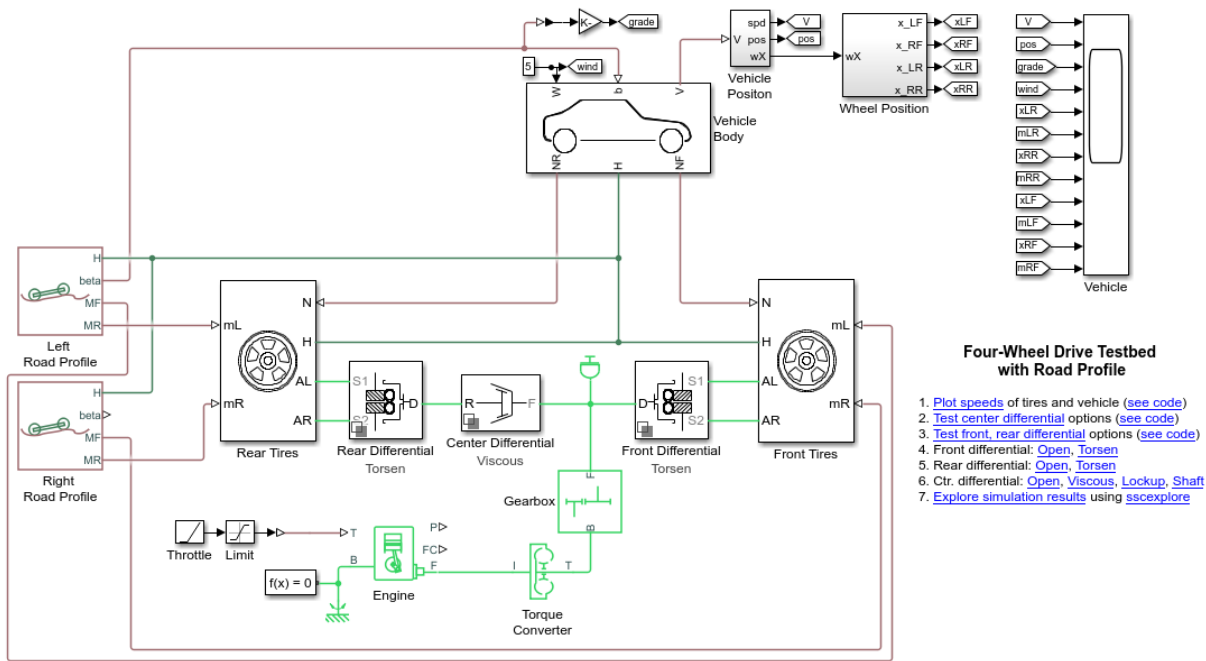 K-
grade
5
wind
W
b
V
NR
H
NF
Vehicle
Body
V
spd
pos
wX
V
pos
Vehicle
Positon
wX
x_LF
x_RF
x_LR
x_RR
xLF
xRF
xLR
xRR
Wheel Position
V
pos
grade
wind
xLR
mLR
xRR
mRR
xLF
mLF
xRF
mRF
Vehicle
H
beta
MF
MR
Left
Road Profile
H
beta
MF
MR
Right
Road Profile
N
mL
H
AL
mR
AR
Rear Tires
S1
S2
D
Rear Differential
Torsen
R
F
Center Differential
Viscous
D
S1
S2
Front Differential
Torsen
N
mL
H
AL
mR
AR
Front Tires
F
Gearbox
B
Throttle
Limit
T
P
FC
B
F
Engine
f(x) = 0
I
T
Torque
Converter
Four-Wheel Drive Testbed
with Road Profile
1. Plot speeds of tires and vehicle (see code)
2. Test center differential options (see code)
3. Test front, rear differential options (see code)
4. Front differential: Open, Torsen
5. Rear differential: Open, Torsen
6. Ctr. differential: Open, Viscous, Lockup, Shaft
7. Explore simulation results using sscexplore